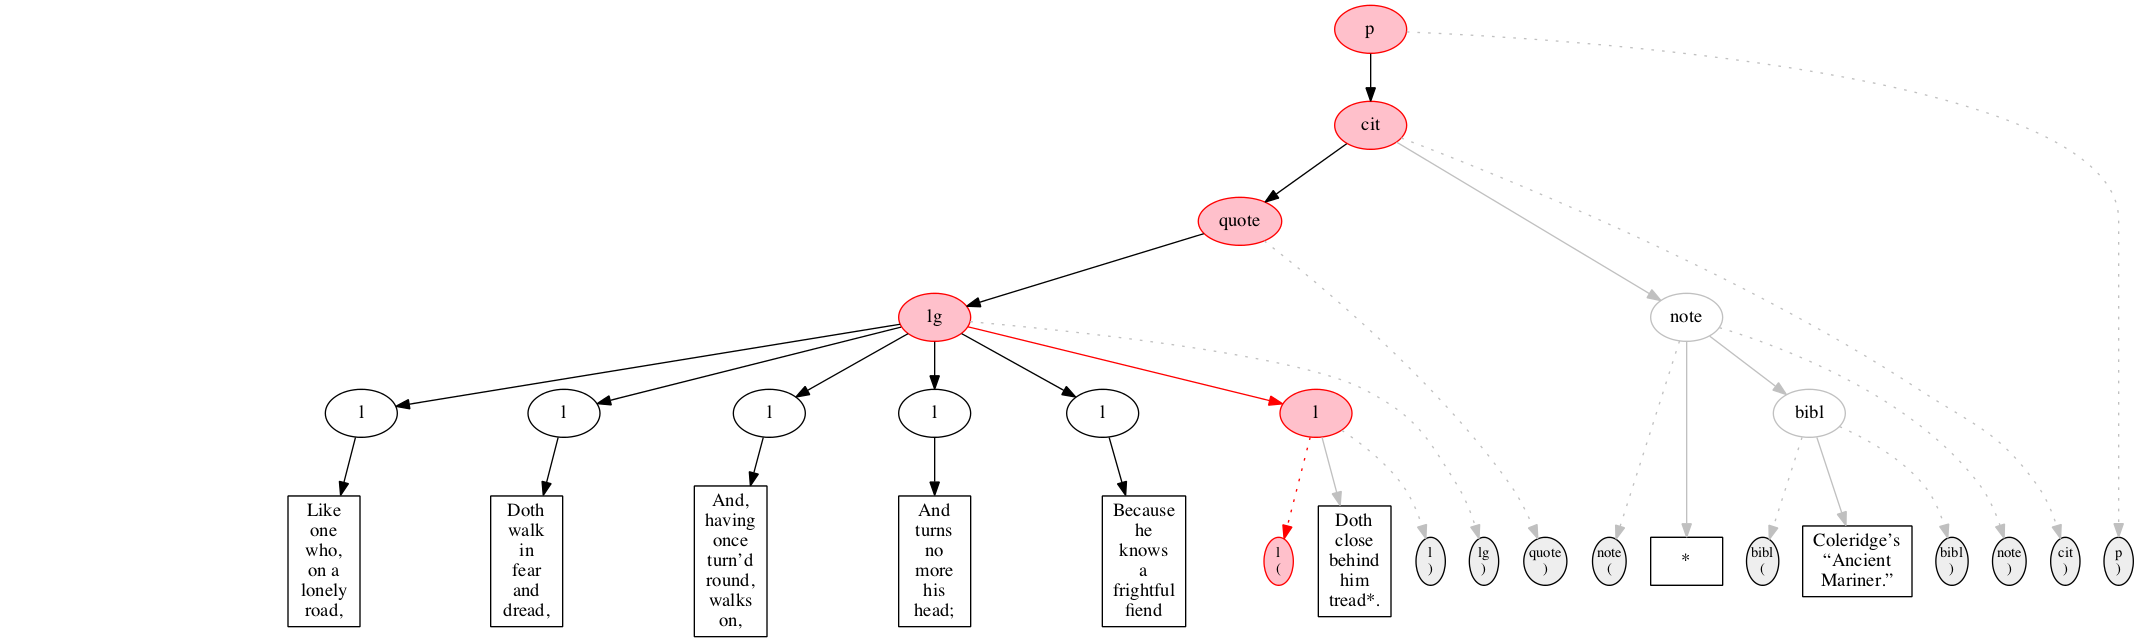 p
cit
quote
lg
note
l
l
l
l
l
l
bibl
Like
one
who,
on a
lonely
road,
Doth
walk
in
fear
and
dread,
And,
having
once
turn’d
round,
walks
on,
And
turns
no
more
his
head;
Because
he
knows
a
frightful
fiend
l
(
Doth
close
behind
him
tread*.
l
)
lg
)
quote
)
note
(
*
bibl
(
Coleridge’s
“Ancient
Mariner.”
bibl
)
note
)
cit
)
p
)